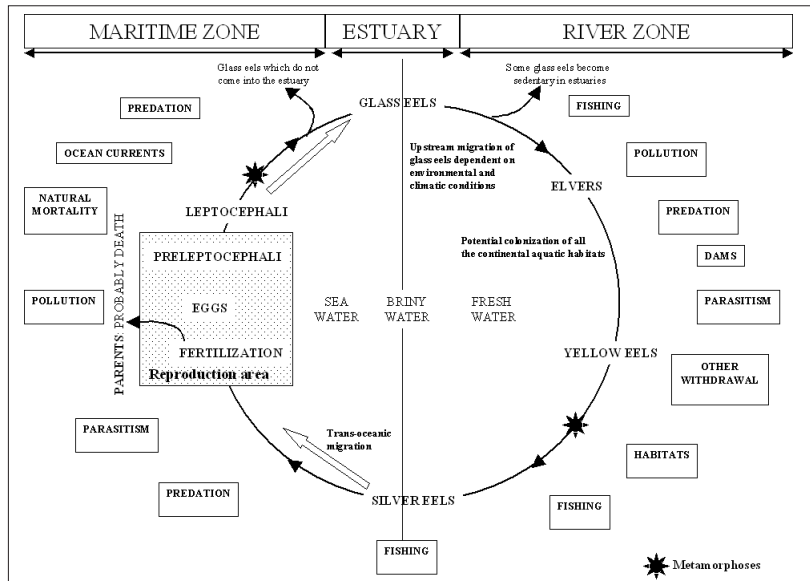 MARITIME ZONE
ESTUARY
RIVER ZONE
Glass eels which do not
come into the estuary
Some glass eels become
sedentary in estuaries
PREDATION
GLASS EELS
FISHING
OCEAN CURRENTS
Upstream migration of
glass eels dependent on
environmental and
climatic conditions
POLLUTION
ELVERS
NATURAL
MORTALITY
LEPTOCEPHALI
PREDATION
PRELEPTOCEPHALI
Potential colonization of all
the continental aquatic habitats
DAMS
PARENTS: PROBABLY DEATH
POLLUTION
EGGS
SEA
WATER
BRINY
WATER
FRESH
WATER
PARASITISM
FERTILIZATION
YELLOW EELS
Reproduction area
OTHER
WITHDRAWAL
PARASITISM
Trans-oceanic
migration
HABITATS
PREDATION
SILVER EELS
FISHING
FISHING
Metamorphoses